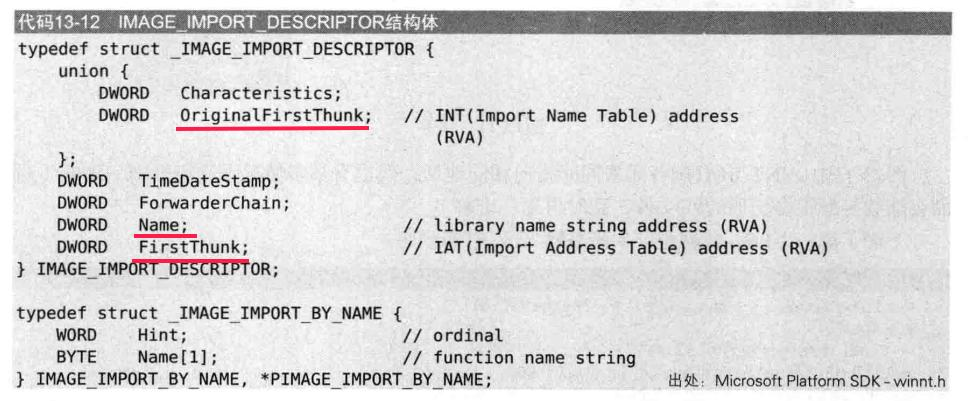 代码13-12 IMAGE_IMPORT_DESCRIPTOR结构体
typedef struct _IMAGE_IMPORT_DESCRIPTOR {
    union {
        DWORD   Characteristics;
        DWORD   OriginalFirstThunk;   // INT(Import Name Table) address
                                         (RVA)
    };
    DWORD   TimeDateStamp;
    DWORD   ForwarderChain;
    DWORD   Name;                     // library name string address (RVA)
    DWORD   FirstThunk;               // IAT(Import Address Table) address (RVA)
} IMAGE_IMPORT_DESCRIPTOR;
typedef struct _IMAGE_IMPORT_BY_NAME {
    WORD    Hint;                     // ordinal
    BYTE    Name[1];                  // function name string
} IMAGE_IMPORT_BY_NAME, *PIMAGE_IMPORT_BY_NAME;
出处：Microsoft Platform SDK - winnt.h